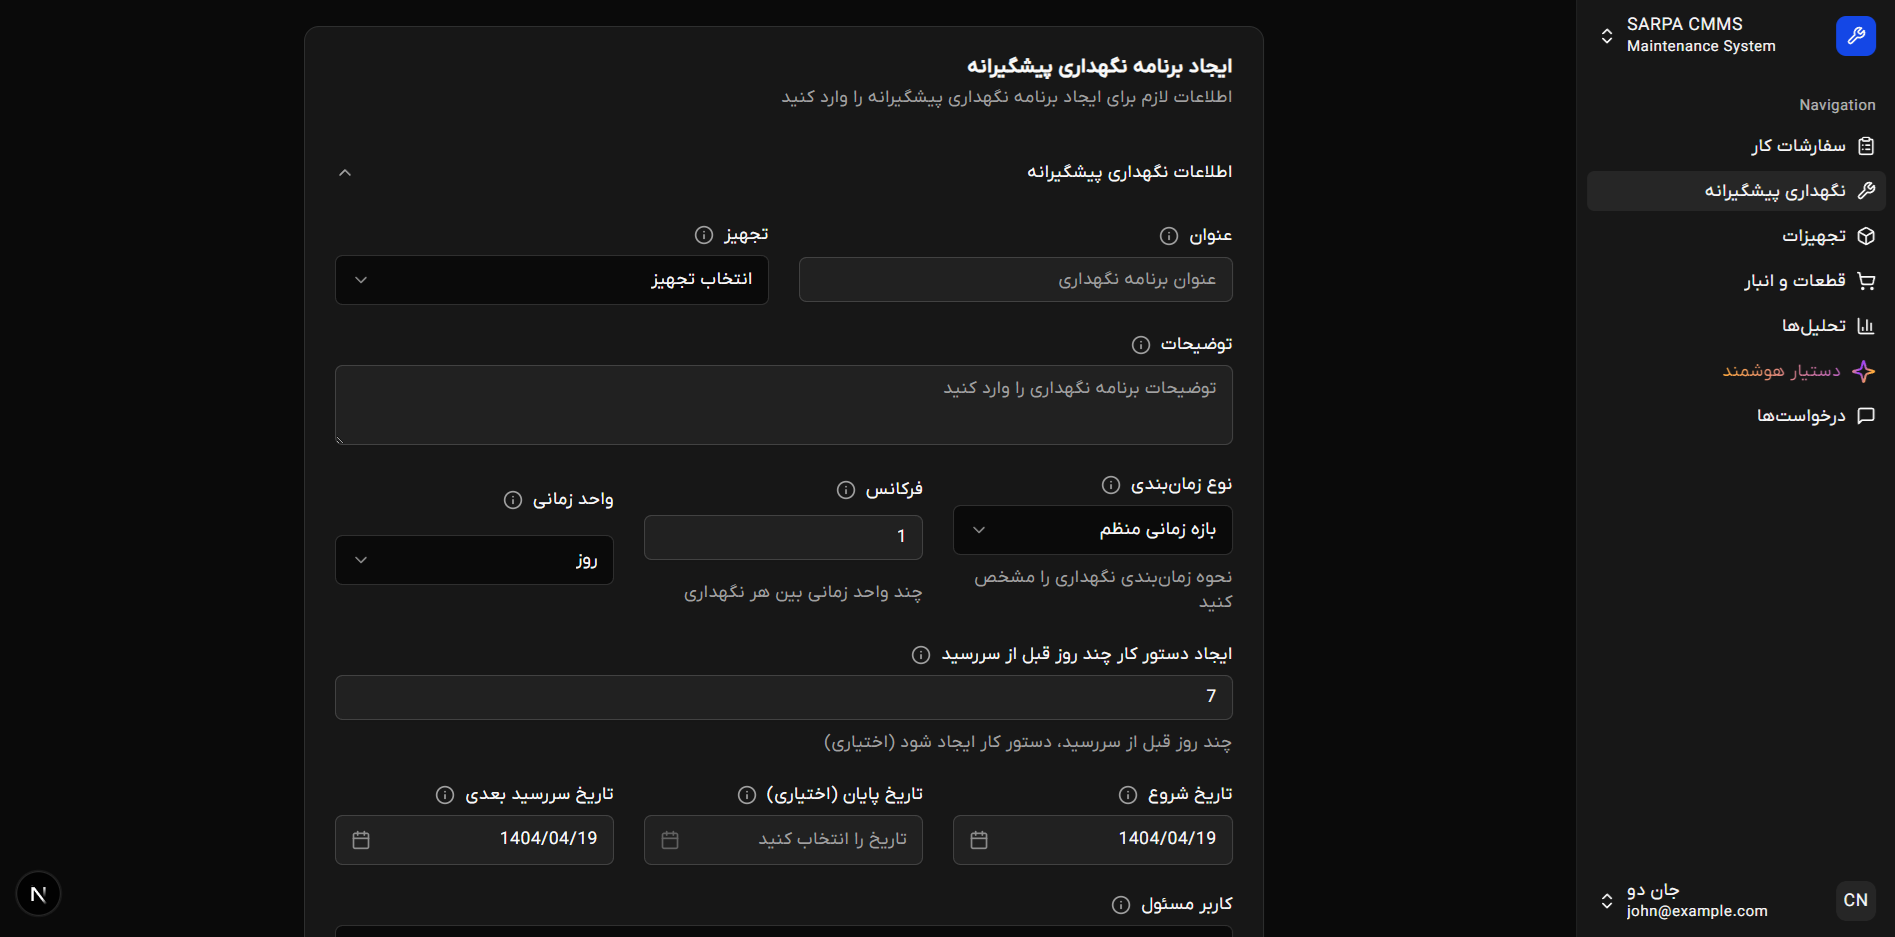 SARPA CMMS
Maintenance System
Navigation
سفارشات کار
نگهداری پیشگیرانه
تجهیزات
قطعات و انبار
تحلیل‌ها
دستیار هوشمند
درخواست‌ها
CN
جان دو
john@example.com
ایجاد برنامه نگهداری پیشگیرانه
اطلاعات لازم برای ایجاد برنامه نگهداری پیشگیرانه را وارد کنید
اطلاعات نگهداری پیشگیرانه
عنوان
عنوان برنامه نگهداری
تجهیز
انتخاب تجهیز
توضیحات
توضیحات برنامه نگهداری را وارد کنید
نوع زمان‌بندی
بازه زمانی منظم
نحوه زمان‌بندی نگهداری را مشخص
کنید
فرکانس
1
چند واحد زمانی بین هر نگهداری
واحد زمانی
روز
ایجاد دستور کار چند روز قبل از سررسید
7
چند روز قبل از سررسید، دستور کار ایجاد شود (اختیاری)
تاریخ شروع
1404/04/19
تاریخ پایان (اختیاری)
تاریخ را انتخاب کنید
تاریخ سررسید بعدی
1404/04/19
کاربر مسئول
N